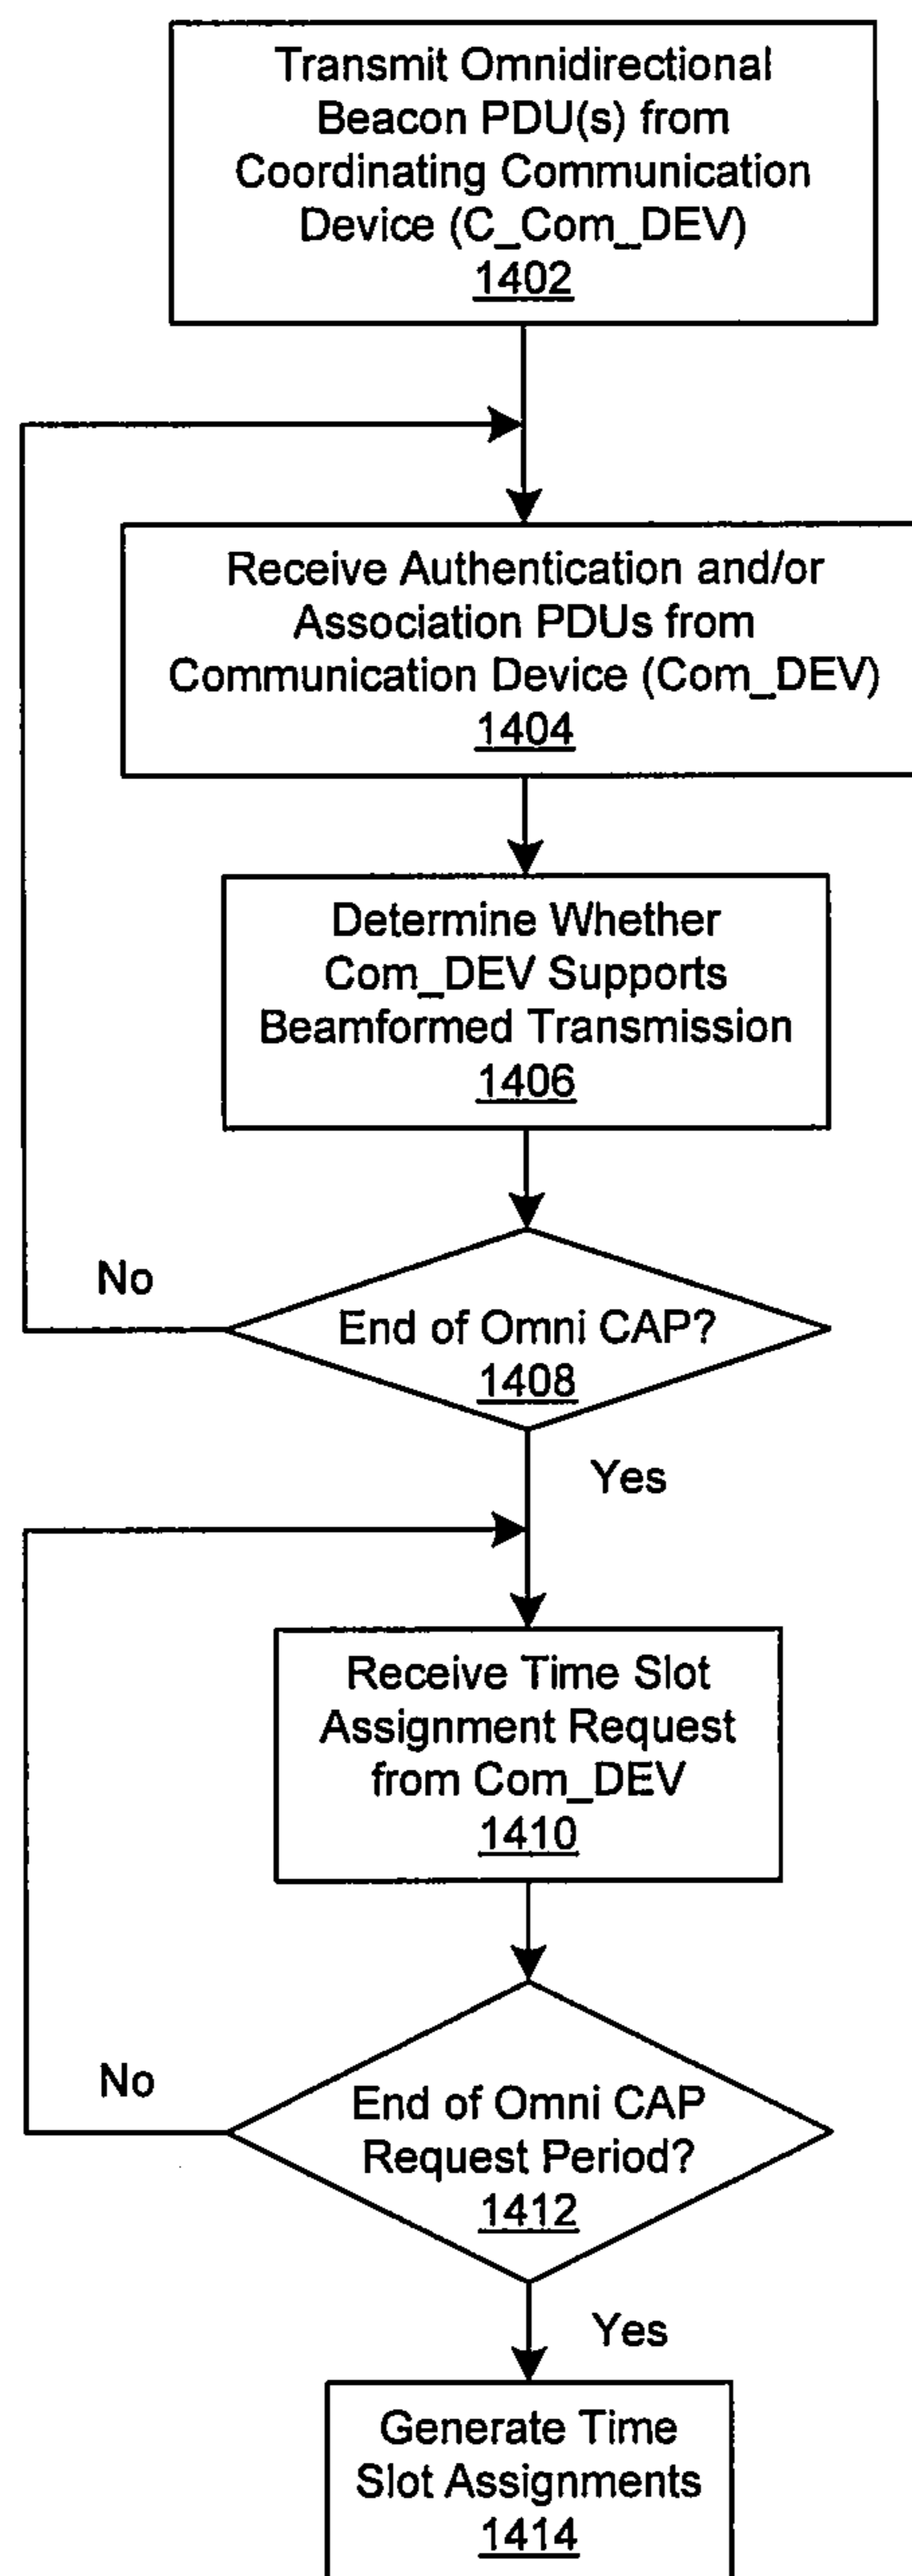 Transmit Omnidirectional
Beacon PDU(s) from
Coordinating Communication
Device (C_Com_DEV)
1402
Receive Authentication and/or
Association PDUs from
Communication Device (Com_DEV)
1404
Determine Whether
Com_DEV Supports
Beamformed Transmission
1406
No
End of Omni CAP?
1408
Yes
Receive Time Slot
Assignment Request
from Com_DEV
1410
No
End of Omni CAP
Request Period?
1412
Yes
Generate Time
Slot Assignments
1414